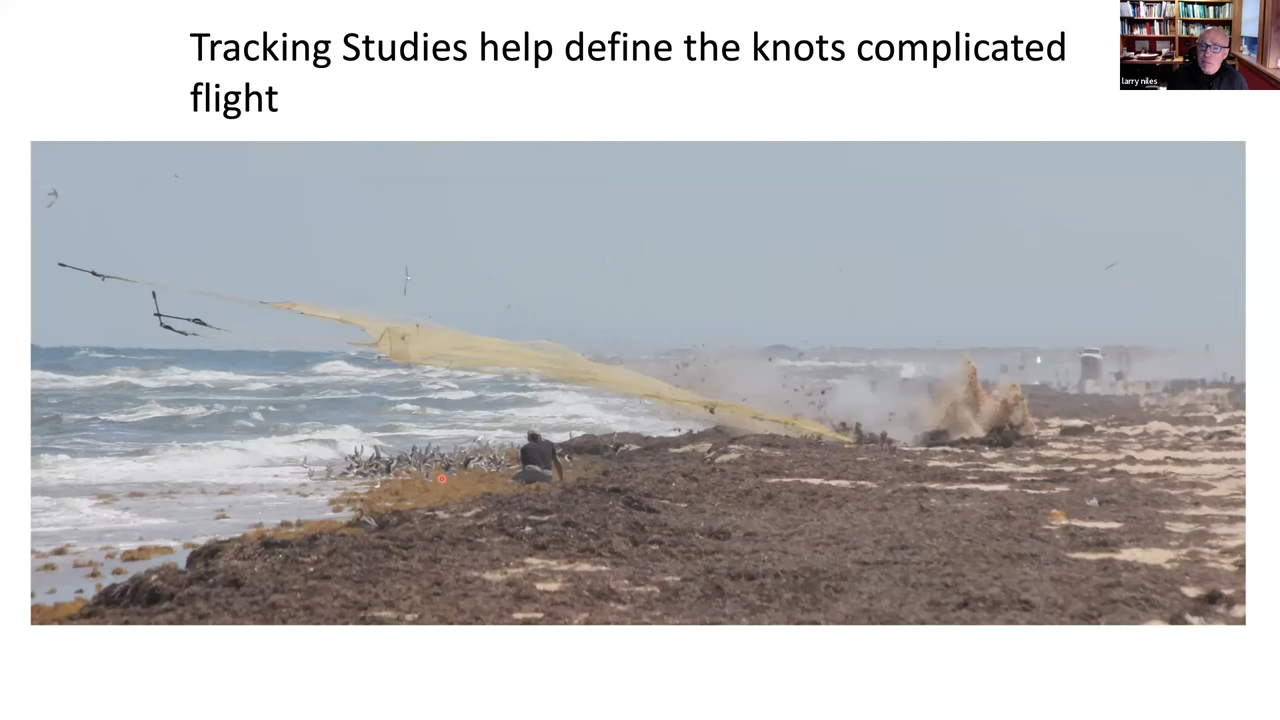 Tracking Studies help define the knots complicated
flight
larry niles